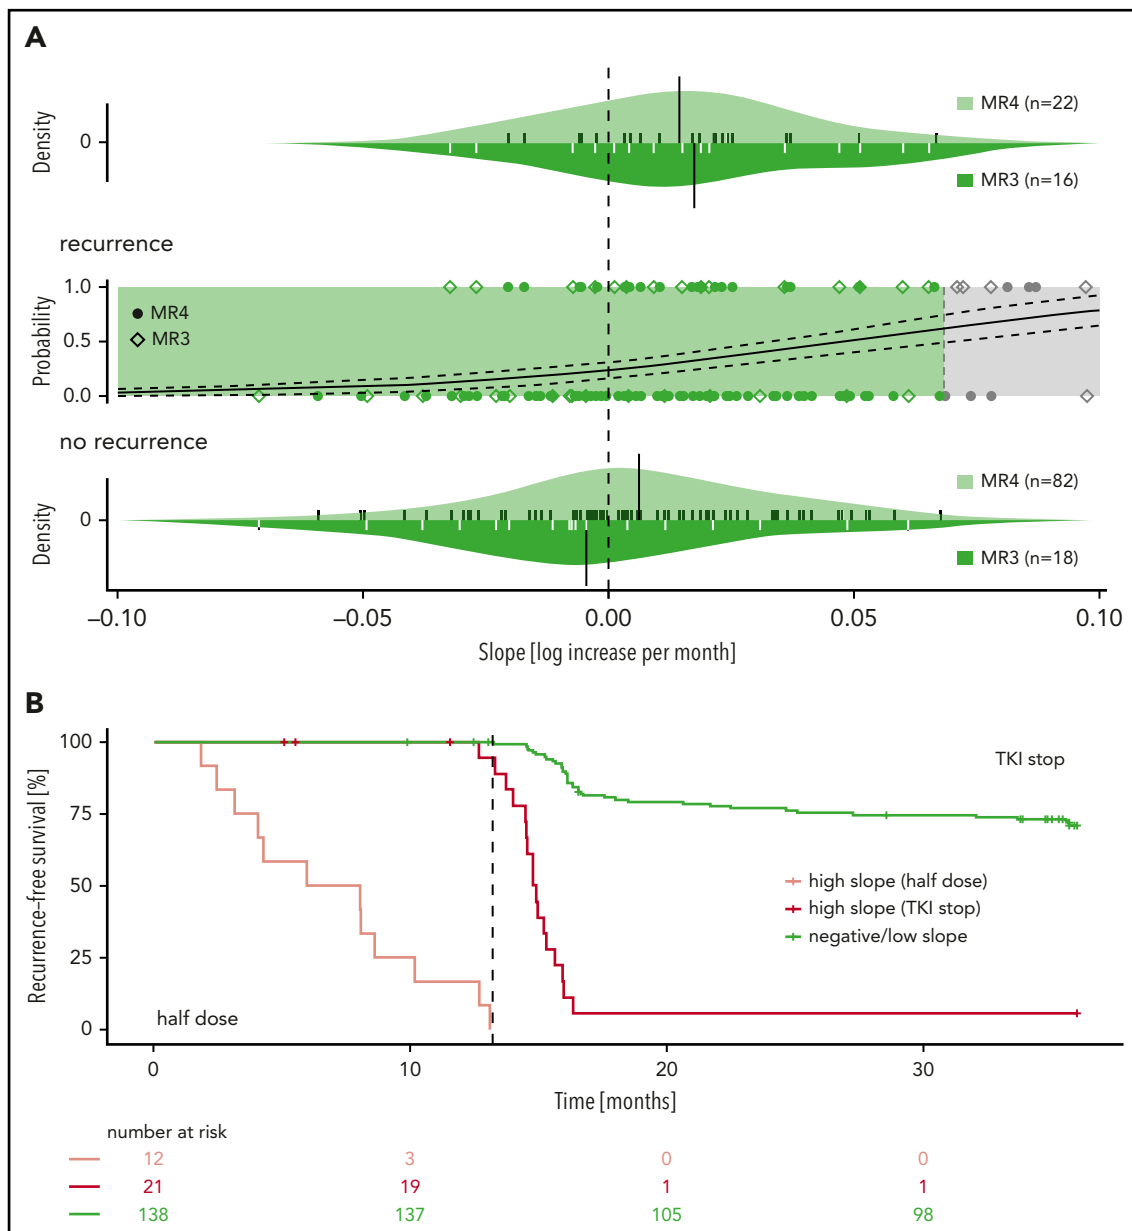 A
Density
0
MR4 (n=22)
MR3 (n=16)
recurrence
Probability
1.0
0.5
0.0
MR4
MR3
no recurrence
Density
0
MR4 (n=82)
MR3 (n=18)
–0.10 –0.05 0.00 0.05 0.10
Slope [log increase per month]
B
Recurrence–free survival [%]
100
75
50
25
0
TKI stop
high slope (half dose)
high slope (TKI stop)
negative/low slope
half dose
0 10 20 30
Time [months]
number at risk
12 3 0 0
21 19 1 1
138 137 105 98